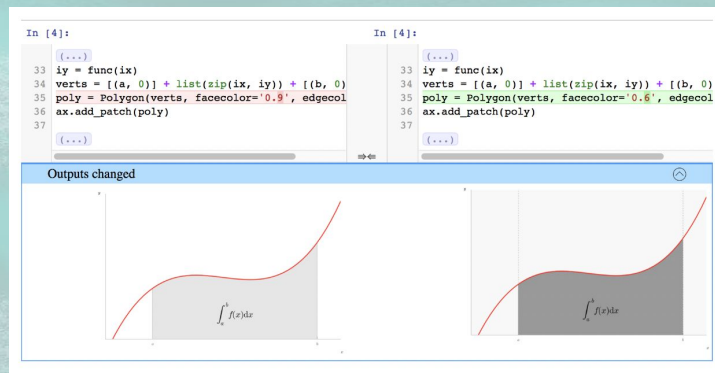 In [4]:
(...)
33 iy = func(ix)
34 verts = [(a, 0)] + list(zip(ix, iy)) + [(b, 0)
35 poly = Polygon(verts, facecolor='0.9', edgecol
36 ax.add_patch(poly)
37
(...)
In [4]:
(...)
33 iy = func(ix)
34 verts = [(a, 0)] + list(zip(ix, iy)) + [(b, 0)
35 poly = Polygon(verts, facecolor='0.6', edgecol
36 ax.add_patch(poly)
37
(...)
Outputs changed
∫_a^b f(x)dx
∫_a^b f(x)dx